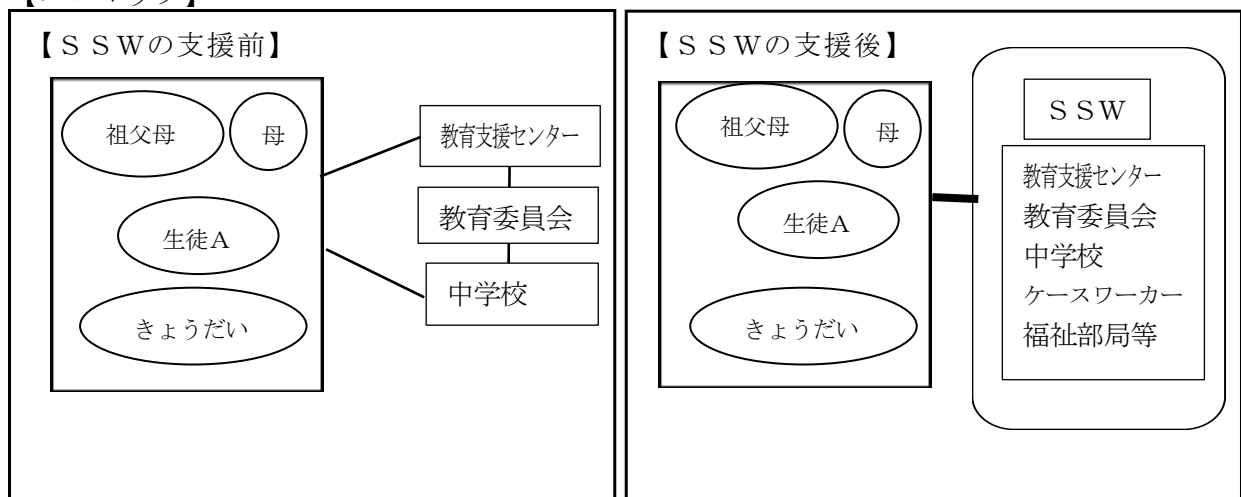 【ＳＳＷの支援前】
祖父母
母
生徒Ａ
きょうだい
教育支援センター
教育委員会
中学校
【ＳＳＷの支援後】
祖父母
母
生徒Ａ
きょうだい
ＳＳＷ
教育支援センター
教育委員会
中学校
ケースワーカー
福祉部局等